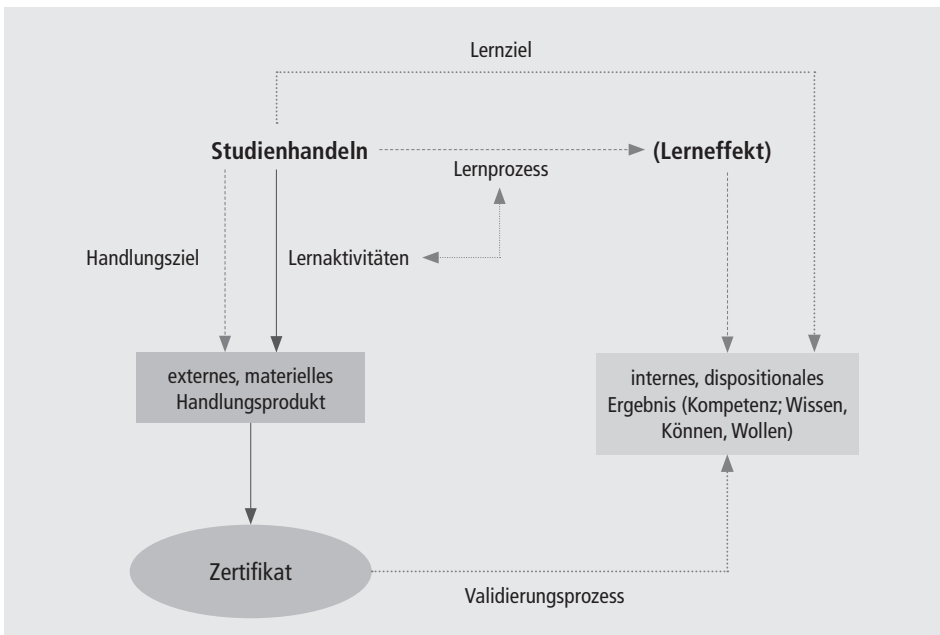 Lernziel
Studienhandeln
(Lerneffekt)
Lernprozess
Handlungsziel
Lernaktivitäten
externes, materielles
Handlungsprodukt
internes, dispositionales
Ergebnis (Kompetenz; Wissen,
Können, Wollen)
Zertifikat
Validierungsprozess